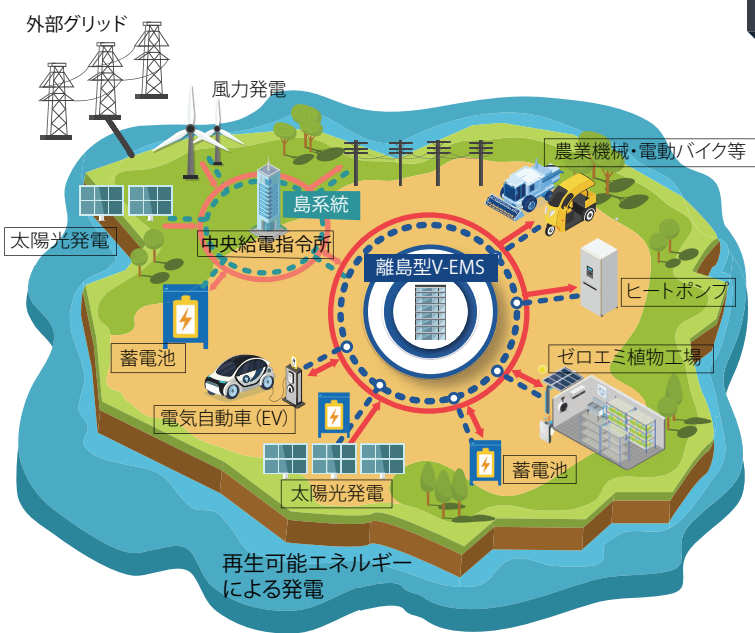 外部グリッド
風力発電
農業機械・電動バイク等
島系統
太陽光発電
中央給電指令所
離島型V-EMS
ヒートポンプ
蓄電池
ゼロエミ植物工場
電気自動車（EV）
蓄電池
太陽光発電
再生可能エネルギー
による発電